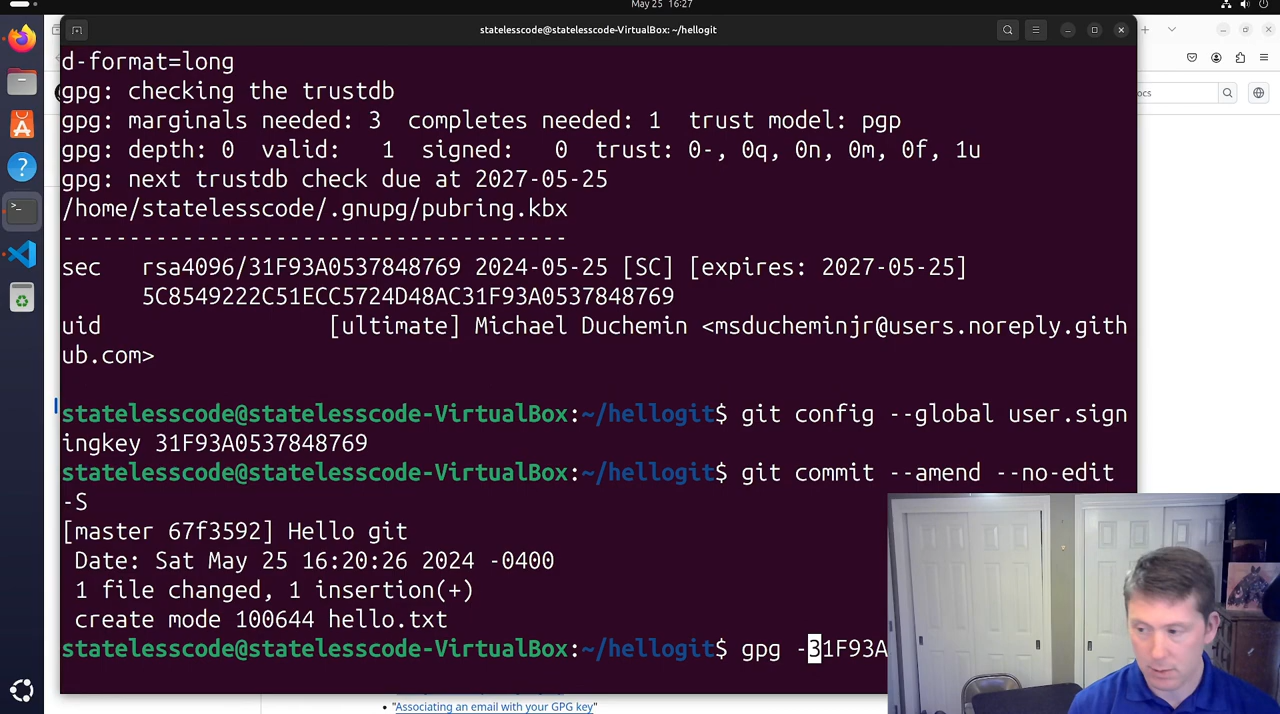 May 25 16:27
statelesscode@statelesscode-VirtualBox: ~/hellogit
d-format=long
gpg: checking the trustdb
gpg: marginals needed: 3  completes needed: 1  trust model: pgp
gpg: depth: 0  valid:   1  signed:   0  trust: 0-, 0q, 0n, 0m, 0f, 1u
gpg: next trustdb check due at 2027-05-25
/home/statelesscode/.gnupg/pubring.kbx
--------------------------------------
sec   rsa4096/31F93A0537848769 2024-05-25 [SC] [expires: 2027-05-25]
      5C8549222C51ECC5724D48AC31F93A0537848769
uid                 [ultimate] Michael Duchemin <msducheminjr@users.noreply.gith
ub.com>
statelesscode@statelesscode-VirtualBox:~/hellogit$ git config --global user.sign
ingkey 31F93A0537848769
statelesscode@statelesscode-VirtualBox:~/hellogit$ git commit --amend --no-edit
-S
[master 67f3592] Hello git
 Date: Sat May 25 16:20:26 2024 -0400
 1 file changed, 1 insertion(+)
 create mode 100644 hello.txt
statelesscode@statelesscode-VirtualBox:~/hellogit$ gpg -31F93A
ocs
• "Associating an email with your GPG key"